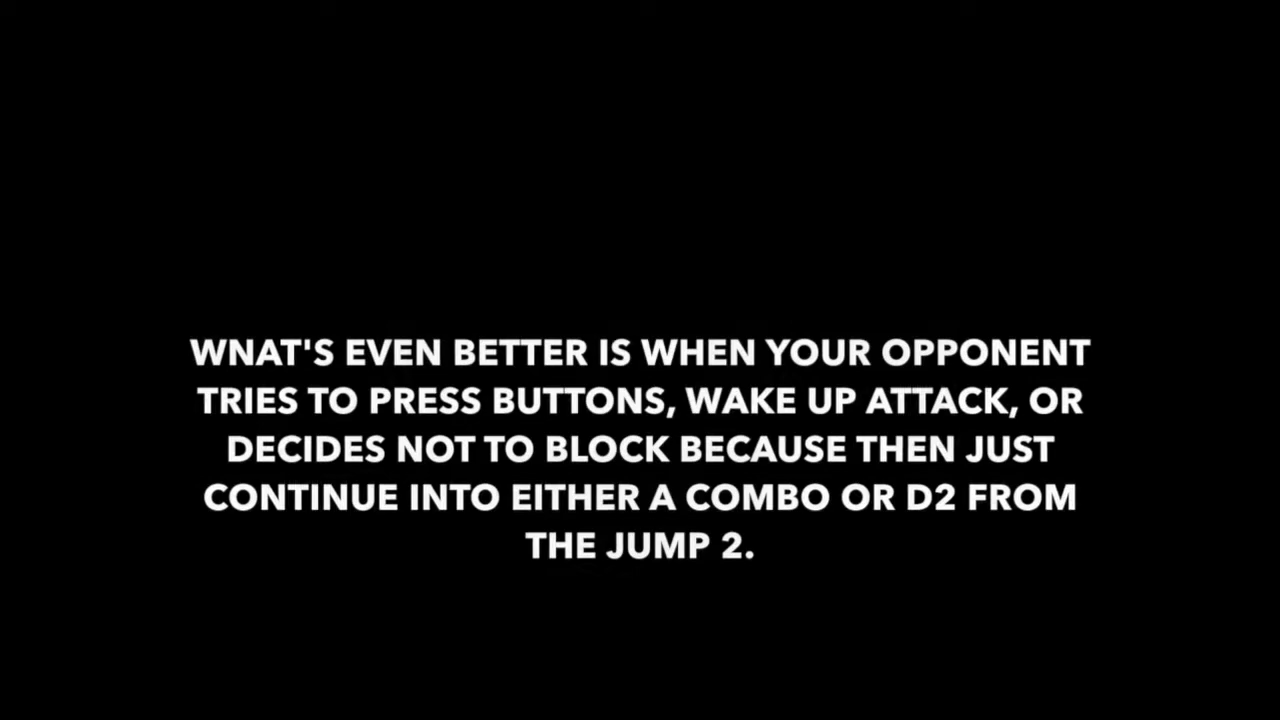 WNAT'S EVEN BETTER IS WHEN YOUR OPPONENT
TRIES TO PRESS BUTTONS, WAKE UP ATTACK, OR
DECIDES NOT TO BLOCK BECAUSE THEN JUST
CONTINUE INTO EITHER A COMBO OR D2 FROM
THE JUMP 2.